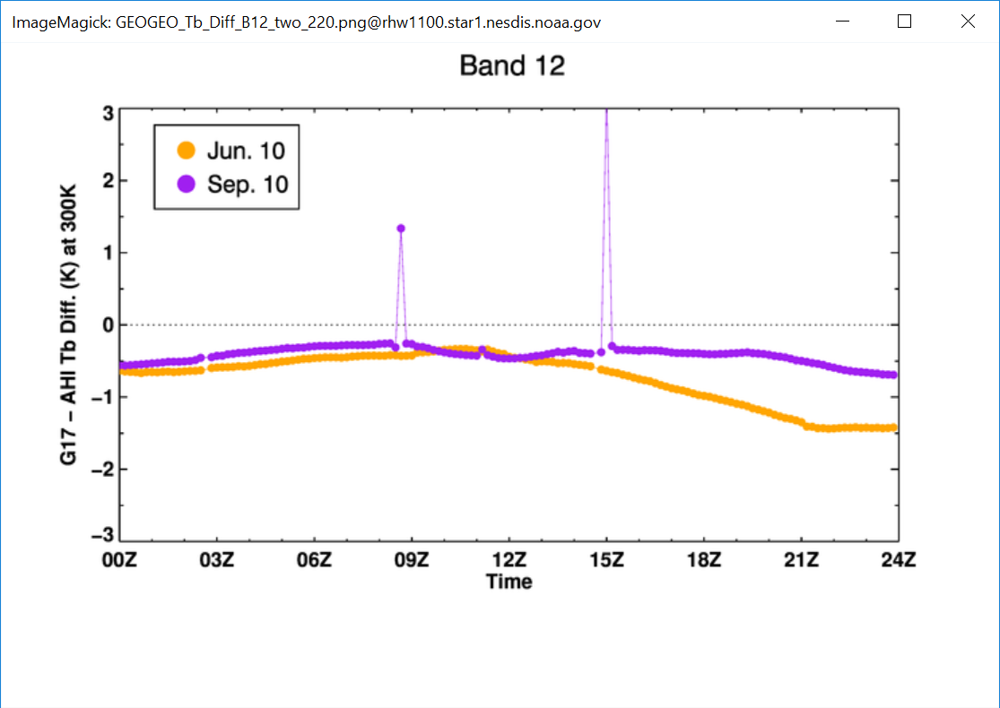 ImageMagick: GEOGEO_Tb_Diff_B12_two_220.png@rhw1100.star1.nesdis.noaa.gov
Band 12
Jun. 10
Sep. 10
G17 − AHI Tb Diff. (K) at 300K
3
2
1
0
−1
−2
−3
00Z 03Z 06Z 09Z 12Z 15Z 18Z 21Z 24Z
Time